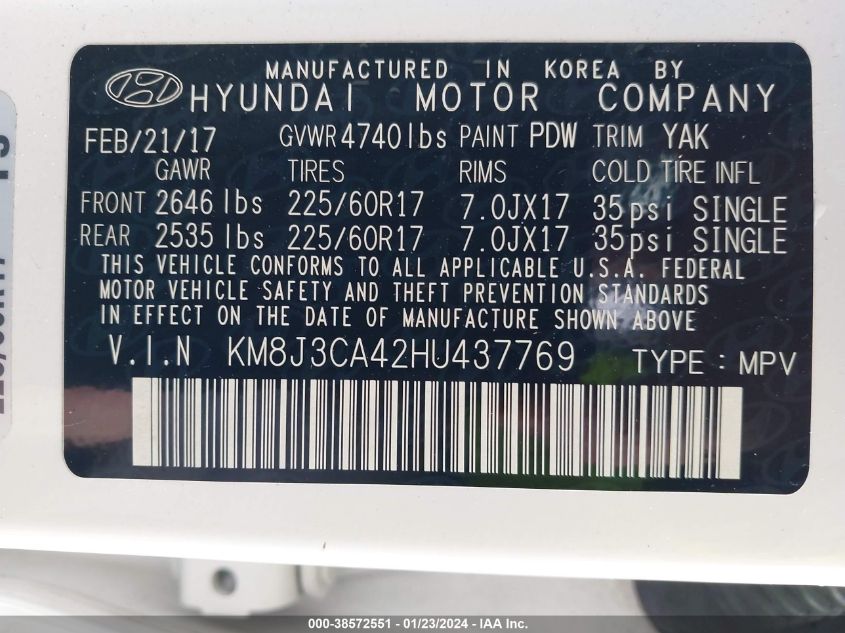 MANUFACTURED IN KOREA BY
HYUNDAI MOTOR COMPANY
FEB/21/17 GVWR 4740 lbs PAINT PDW TRIM YAK
GAWR TIRES RIMS COLD TIRE INFL
FRONT 2646 lbs 225/60R17 7.0JX17 35psi SINGLE
REAR 2535 lbs 225/60R17 7.0JX17 35psi SINGLE
THIS VEHICLE CONFORMS TO ALL APPLICABLE U.S.A. FEDERAL
MOTOR VEHICLE SAFETY AND THEFT PREVENTION STANDARDS
IN EFFECT ON THE DATE OF MANUFACTURE SHOWN ABOVE
V.I.N KM8J3CA42HU437769 TYPE : MPV
000-38572551 - 01/23/2024 - IAA Inc.